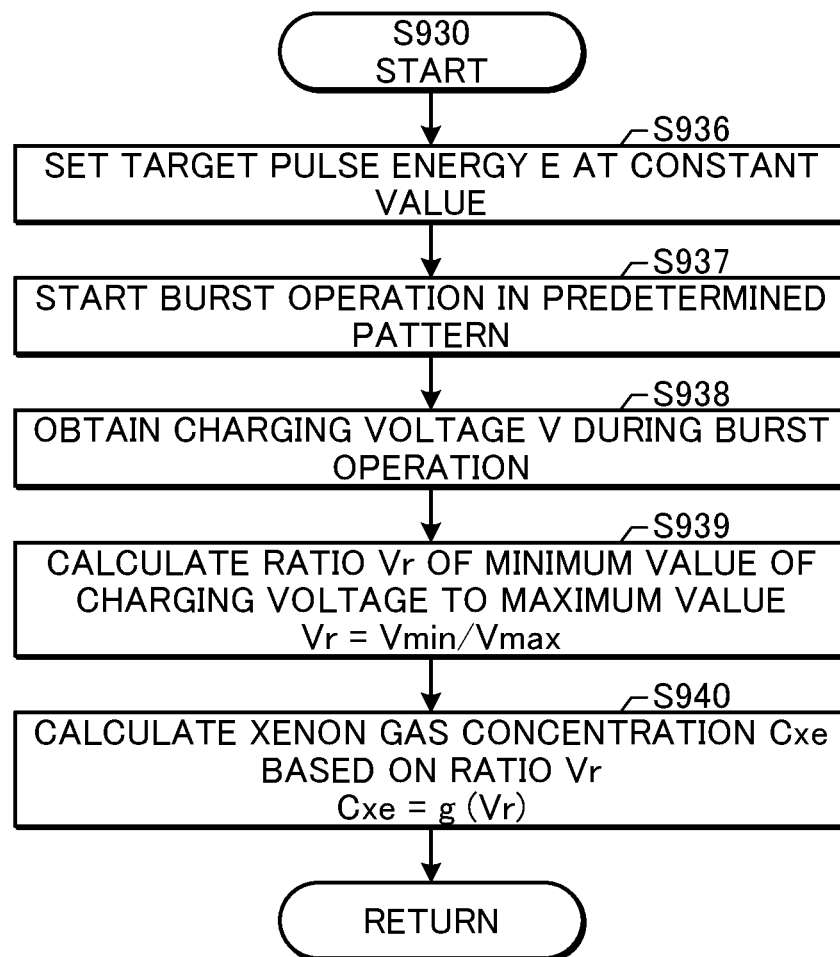 S930
START
S936
SET TARGET PULSE ENERGY E AT CONSTANT
VALUE
S937
START BURST OPERATION IN PREDETERMINED
PATTERN
S938
OBTAIN CHARGING VOLTAGE V DURING BURST
OPERATION
S939
CALCULATE RATIO Vr OF MINIMUM VALUE OF
CHARGING VOLTAGE TO MAXIMUM VALUE
Vr = Vmin/Vmax
S940
CALCULATE XENON GAS CONCENTRATION Cxe
BASED ON RATIO Vr
Cxe = g (Vr)
RETURN